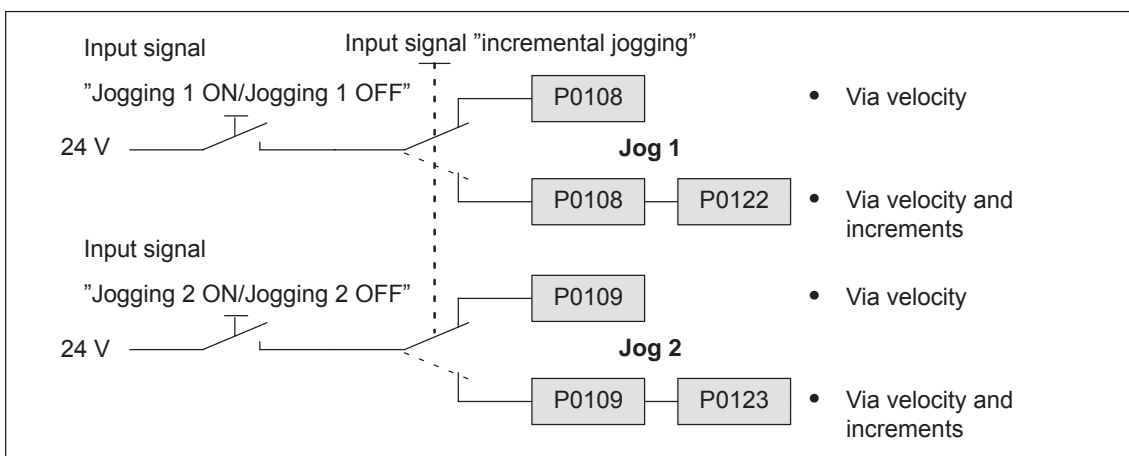 Input signal
Input signal ”incremental jogging”
”Jogging 1 ON/Jogging 1 OFF”
P0108
• Via velocity
24 V
Jog 1
P0108
P0122
• Via velocity and
increments
Input signal
”Jogging 2 ON/Jogging 2 OFF”
P0109
• Via velocity
24 V
Jog 2
P0109
P0123
• Via velocity and
increments